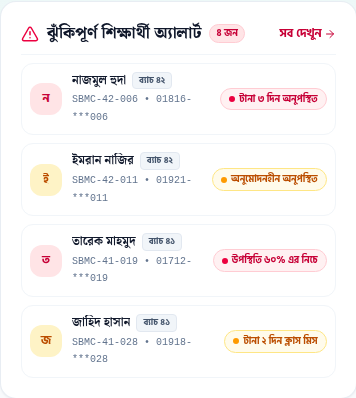 ঝুঁকিপূর্ণ শিক্ষার্থী অ্যালার্ট ৪ জন সব দেখুন →
ন
নাজমুল হুদা ব্যাচ ৪২
SBMC-42-006 • 01816-
***006
টানা ৩ দিন অনুপস্থিত
ই
ইমরান নাজির ব্যাচ ৪২
SBMC-42-011 • 01921-
***011
অনুমোদনহীন অনুপস্থিত
ত
তারেক মাহমুদ ব্যাচ ৪১
SBMC-41-019 • 01712-
***019
উপস্থিতি ৬০% এর নিচে
জ
জাহিদ হাসান ব্যাচ ৪১
SBMC-41-028 • 01918-
***028
টানা ২ দিন ক্লাস মিস